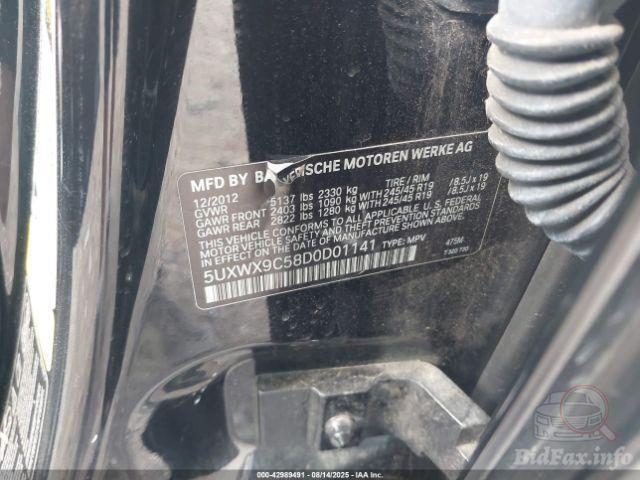 MFD BY BA ERISCHE MOTOREN WERKE AG
12/2012 TIRE / RIM
GVWR 5137 lbs 2330 kg
GAWR FRONT 2403 lbs 1090 kg WITH 245/45 R19 /8.5J x 19
GAWR REAR 2822 lbs 1280 kg WITH 245/45 R19 /8.5J x 19
THIS VEHICLE CONFORMS TO ALL APPLICABLE FEDERAL
MOTOR VEHICLE SAFETY, BUMPER, AND THEFT PREVENTION
STANDARDS IN EFFECT ON THE DATE OF
MANUFACTURE SHOWN ABOVE.
5UXWX9C58D0D01141 TYPE: MPV 475M
000-42989491 08/14/2025 IAA Inc.
BidFax.info